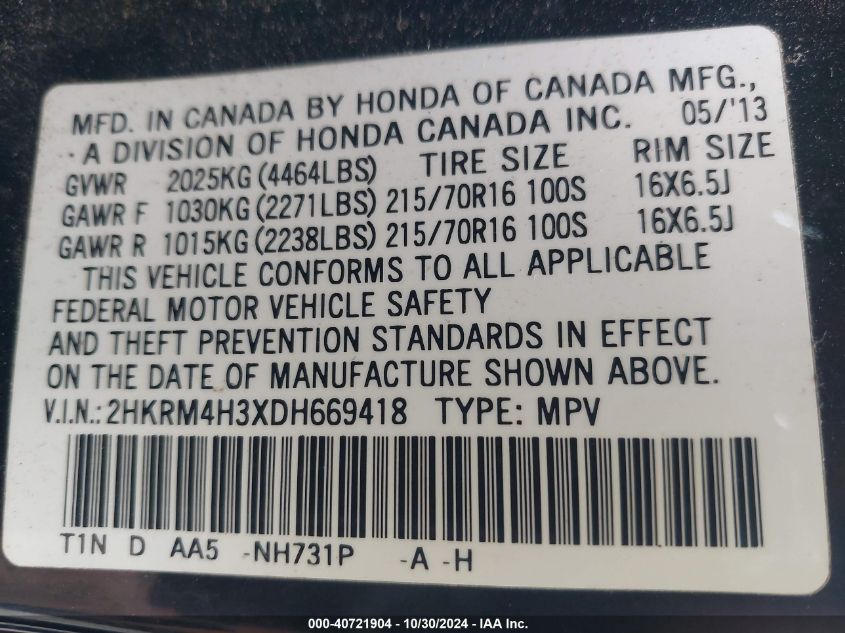 MFD. IN CANADA BY HONDA OF CANADA MFG.,
· A DIVISION OF HONDA CANADA INC. 05/'13
GVWR 2025KG (4464LBS) TIRE SIZE RIM SIZE
GAWR F 1030KG (2271LBS) 215/70R16 100S 16X6.5J
GAWR R 1015KG (2238LBS) 215/70R16 100S 16X6.5J
THIS VEHICLE CONFORMS TO ALL APPLICABLE
FEDERAL MOTOR VEHICLE SAFETY
AND THEFT PREVENTION STANDARDS IN EFFECT
ON THE DATE OF MANUFACTURE SHOWN ABOVE.
V.I.N.: 2HKRM4H3XDH669418 TYPE: MPV
T1N D AA5 -NH731P -A -H
000-40721904 - 10/30/2024 - IAA Inc.